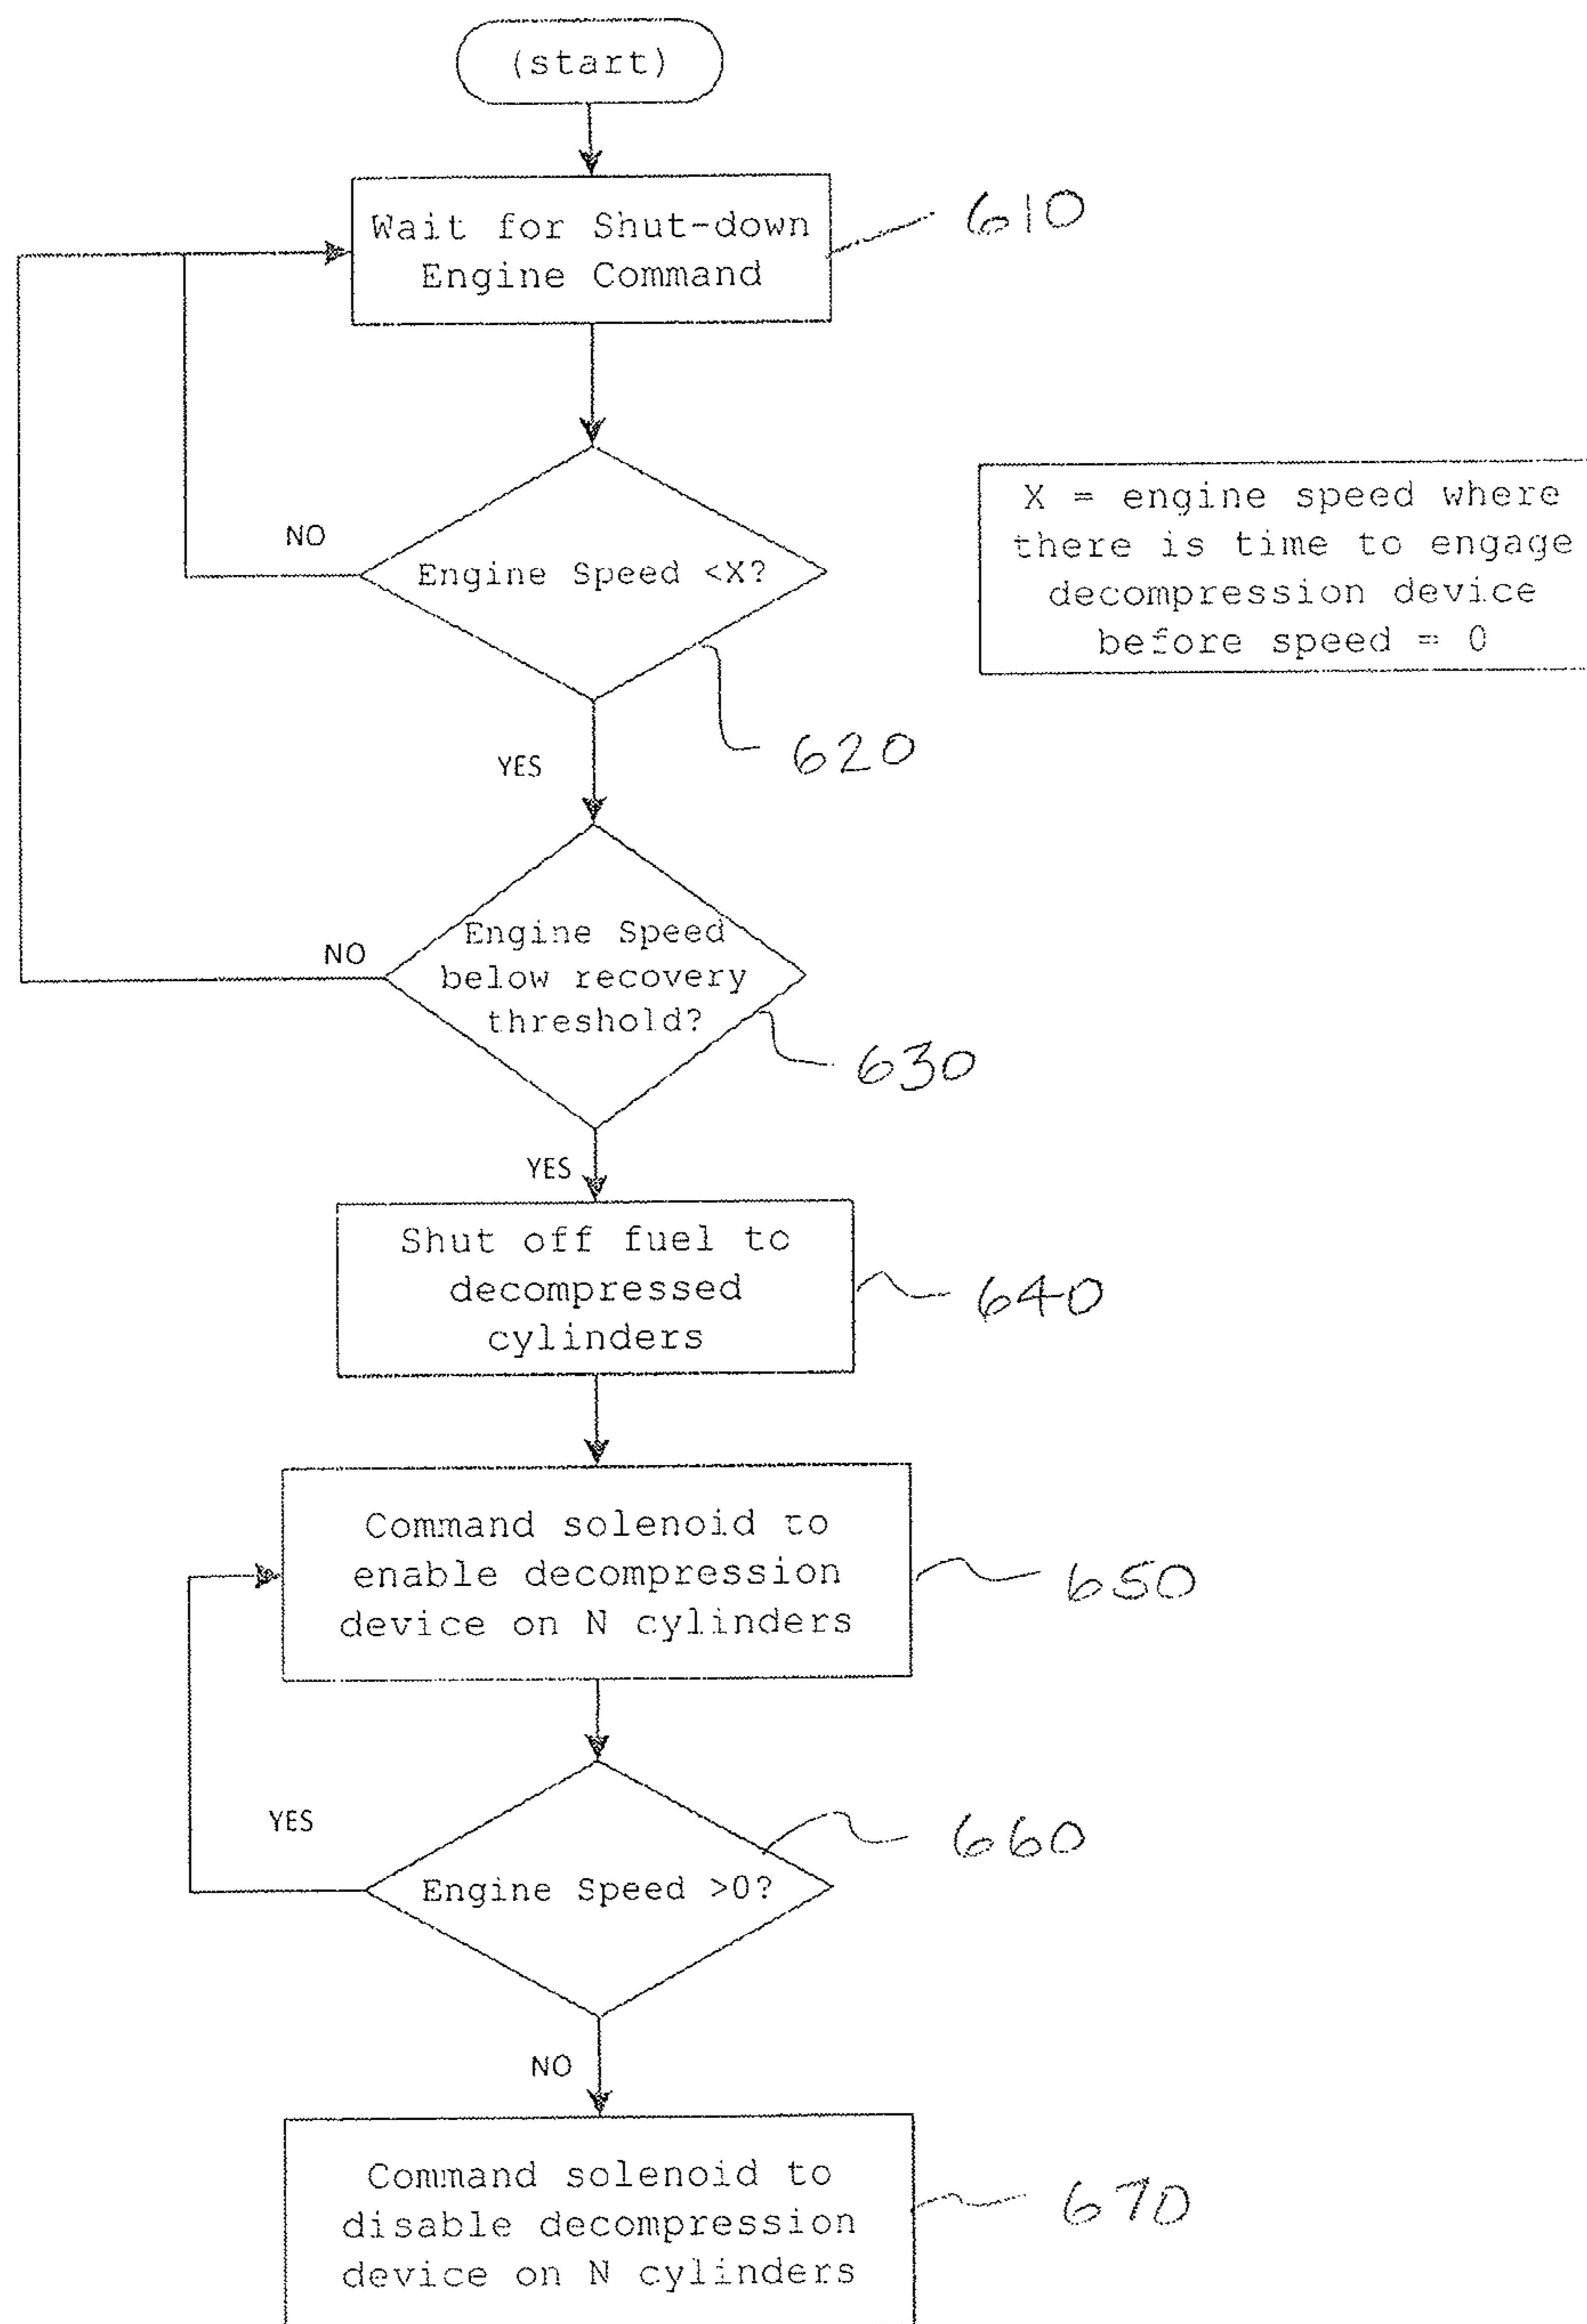 (start)
Wait for Shut-down
Engine Command
610
NO
Engine Speed <X?
X = engine speed where
there is time to engage
decompression device
before speed = 0
620
YES
NO
Engine Speed
below recovery
threshold?
630
YES
Shut off fuel to
decompressed
cylinders
640
Command solenoid to
enable decompression
device on N cylinders
650
YES
Engine Speed >0?
660
NO
Command solenoid to
disable decompression
device on N cylinders
670